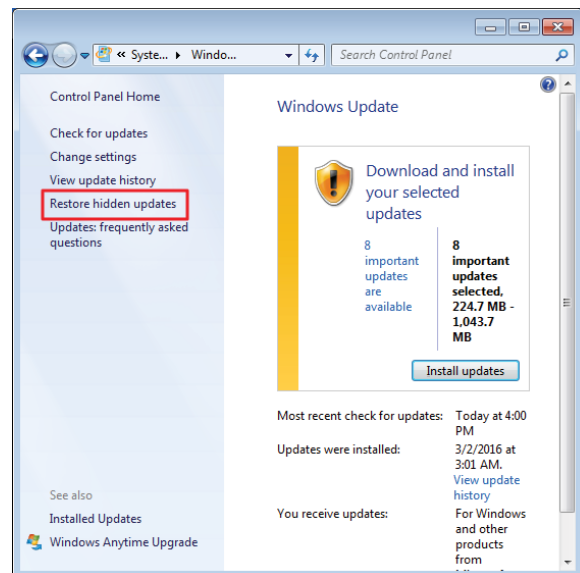 « Syste... ▸ Windo...
Search Control Panel
Control Panel Home
Check for updates
Change settings
View update history
Restore hidden updates
Updates: frequently asked
questions
See also
Installed Updates
Windows Anytime Upgrade
Windows Update
Download and install
your selected
updates
8
important
updates
are
available
8
important
updates
selected,
224.7 MB -
1,043.7
MB
Install updates
Most recent check for updates: Today at 4:00
PM
Updates were installed: 3/2/2016 at
3:01 AM.
View update
history
You receive updates: For Windows
and other
products
from